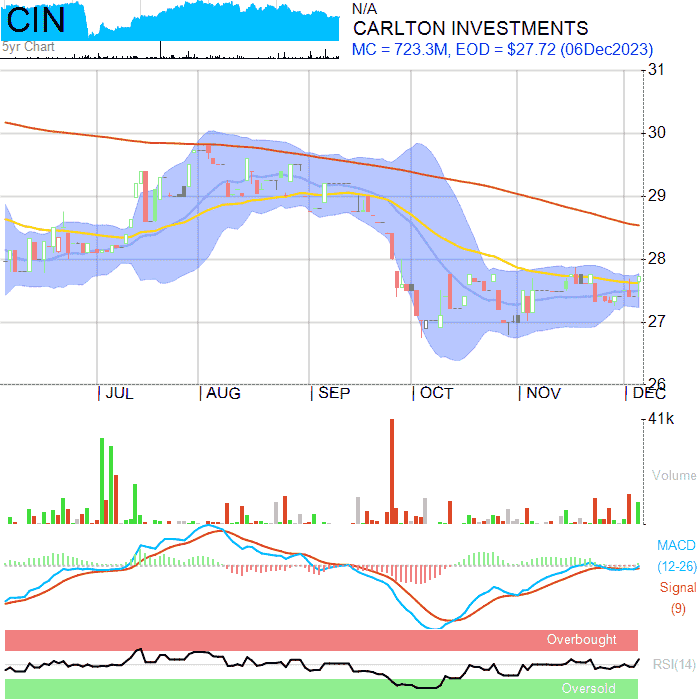 CIN
5yr Chart
N/A
CARLTON INVESTMENTS
MC = 723.3M, EOD = $27.72 (06Dec2023)
31
30
29
28
27
26
JUL AUG SEP OCT NOV DEC
41k
Volume
MACD
(12-26)
Signal
(9)
Overbought
RSI(14)
Oversold